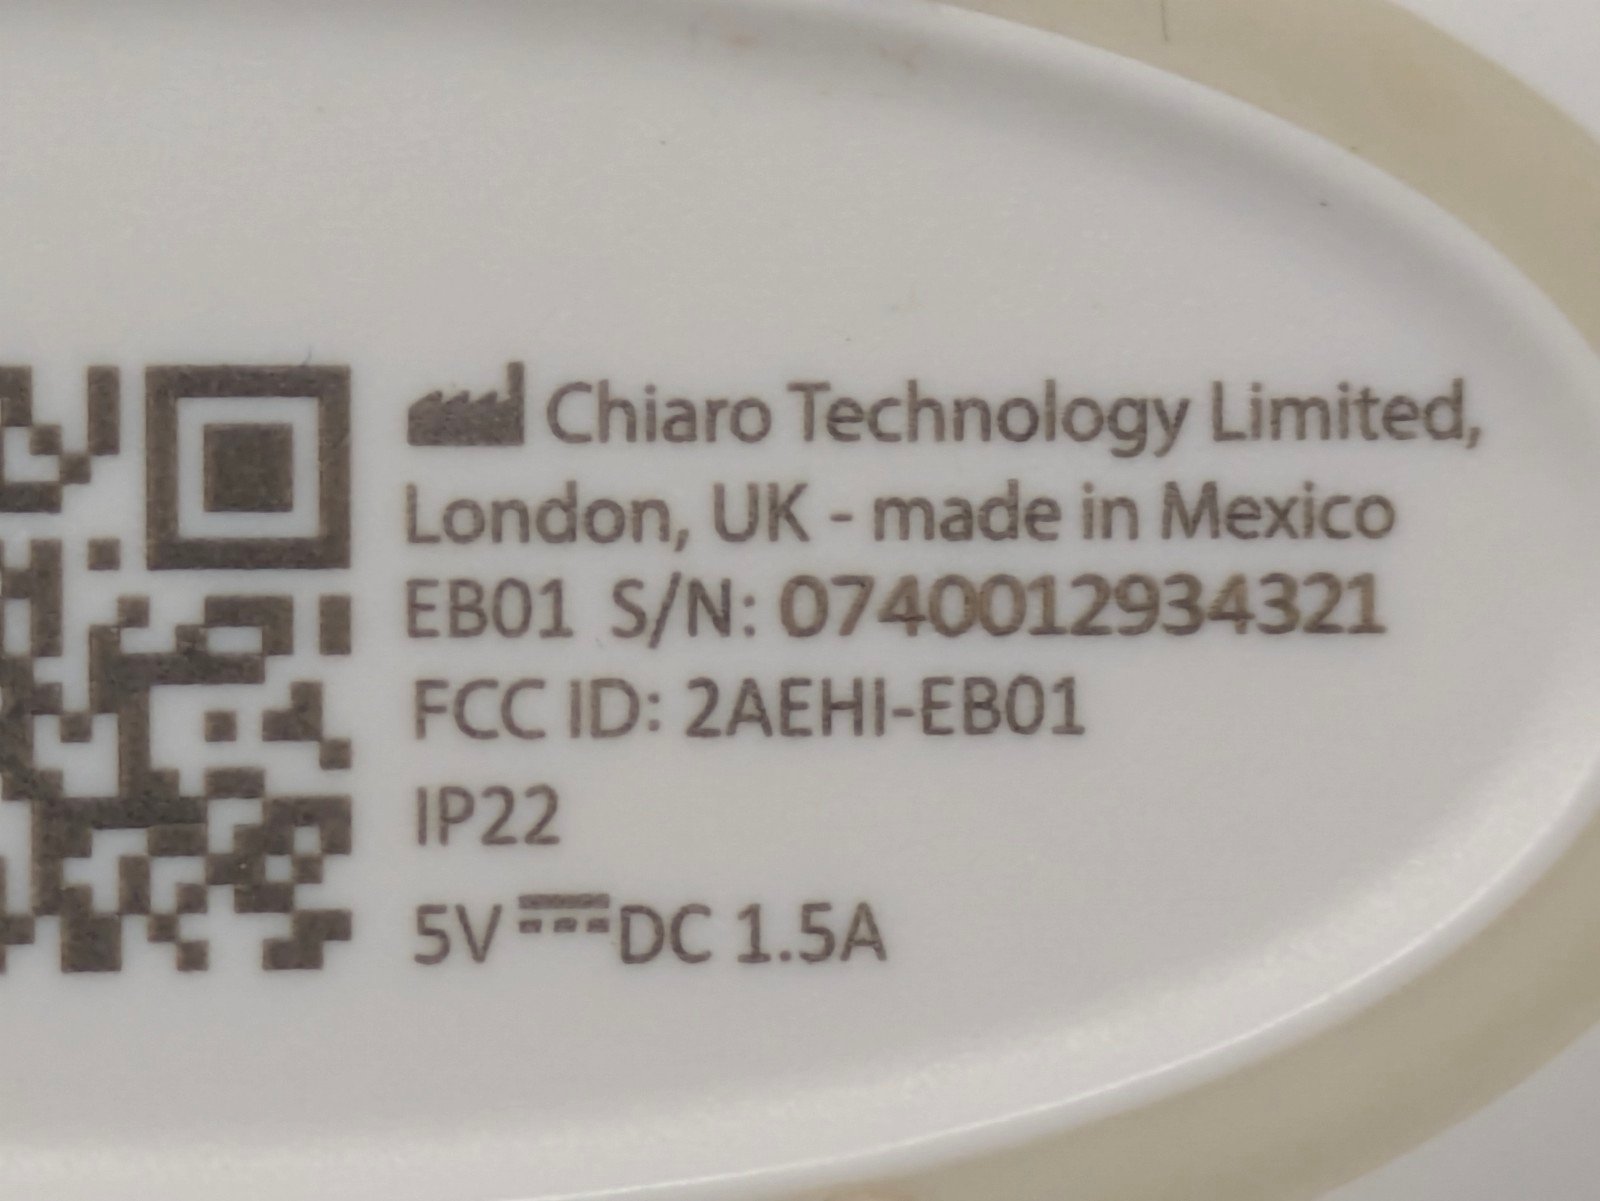 Chiaro Technology Limited,
London, UK - made in Mexico
EB01 S/N: 0740012934321
FCC ID: 2AEHI-EB01
IP22
5V ⎓ DC 1.5A